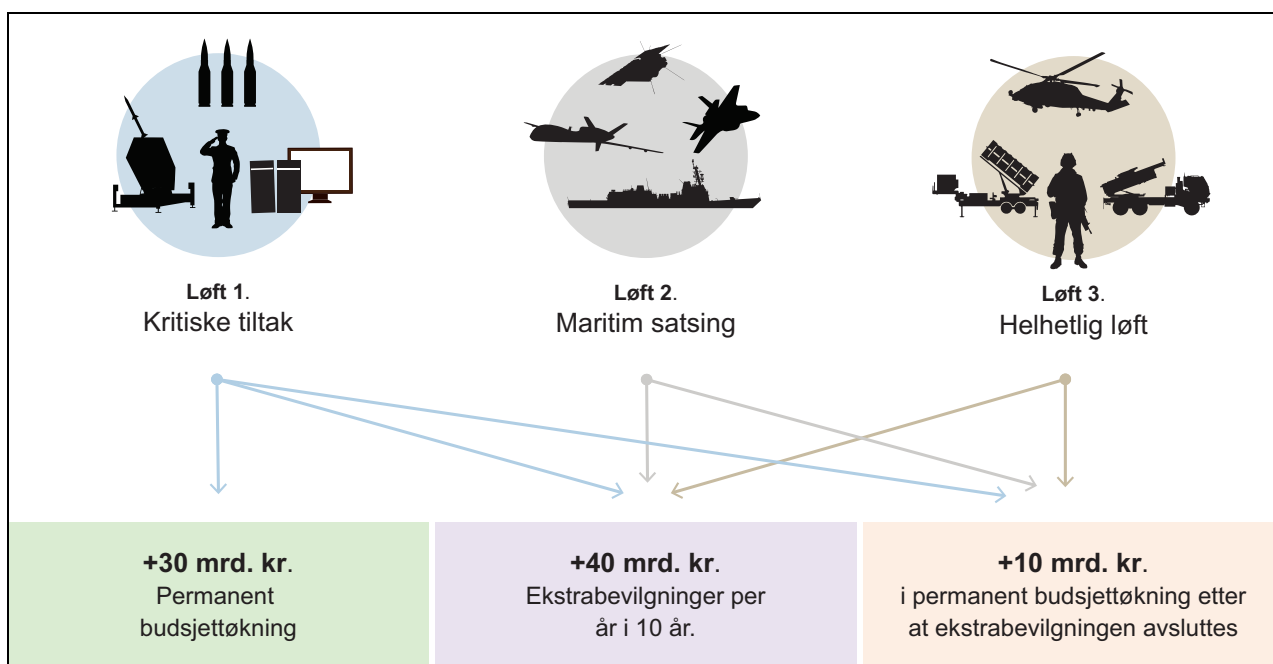 Løft 1.
Kritiske tiltak
Løft 2.
Maritim satsing
Løft 3.
Helhetlig løft
+30 mrd. kr.
Permanent
budsjettøkning
+40 mrd. kr.
Ekstrabevilgninger per
år i 10 år.
+10 mrd. kr.
i permanent budsjettøkning etter
at ekstrabevilgningen avsluttes